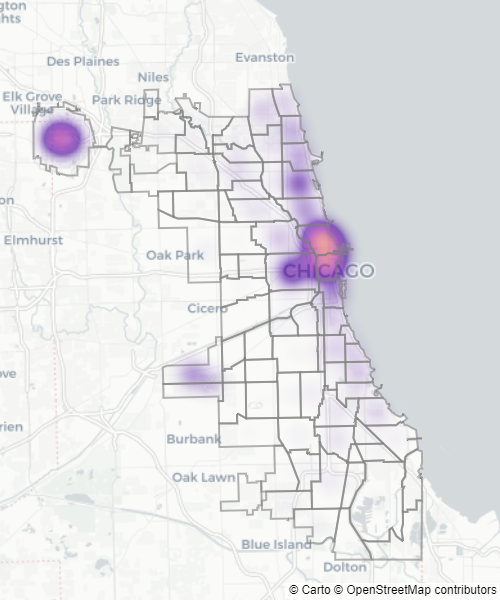 ngton
ghts
Des Plaines
Evanston
Niles
Elk Grove
Village
Park Ridge
on
Elmhurst
Oak Park
CHICAGO
Cicero
ove
rien
Burbank
Oak Lawn
Blue Island
Dolton
© Carto © OpenStreetMap contributors